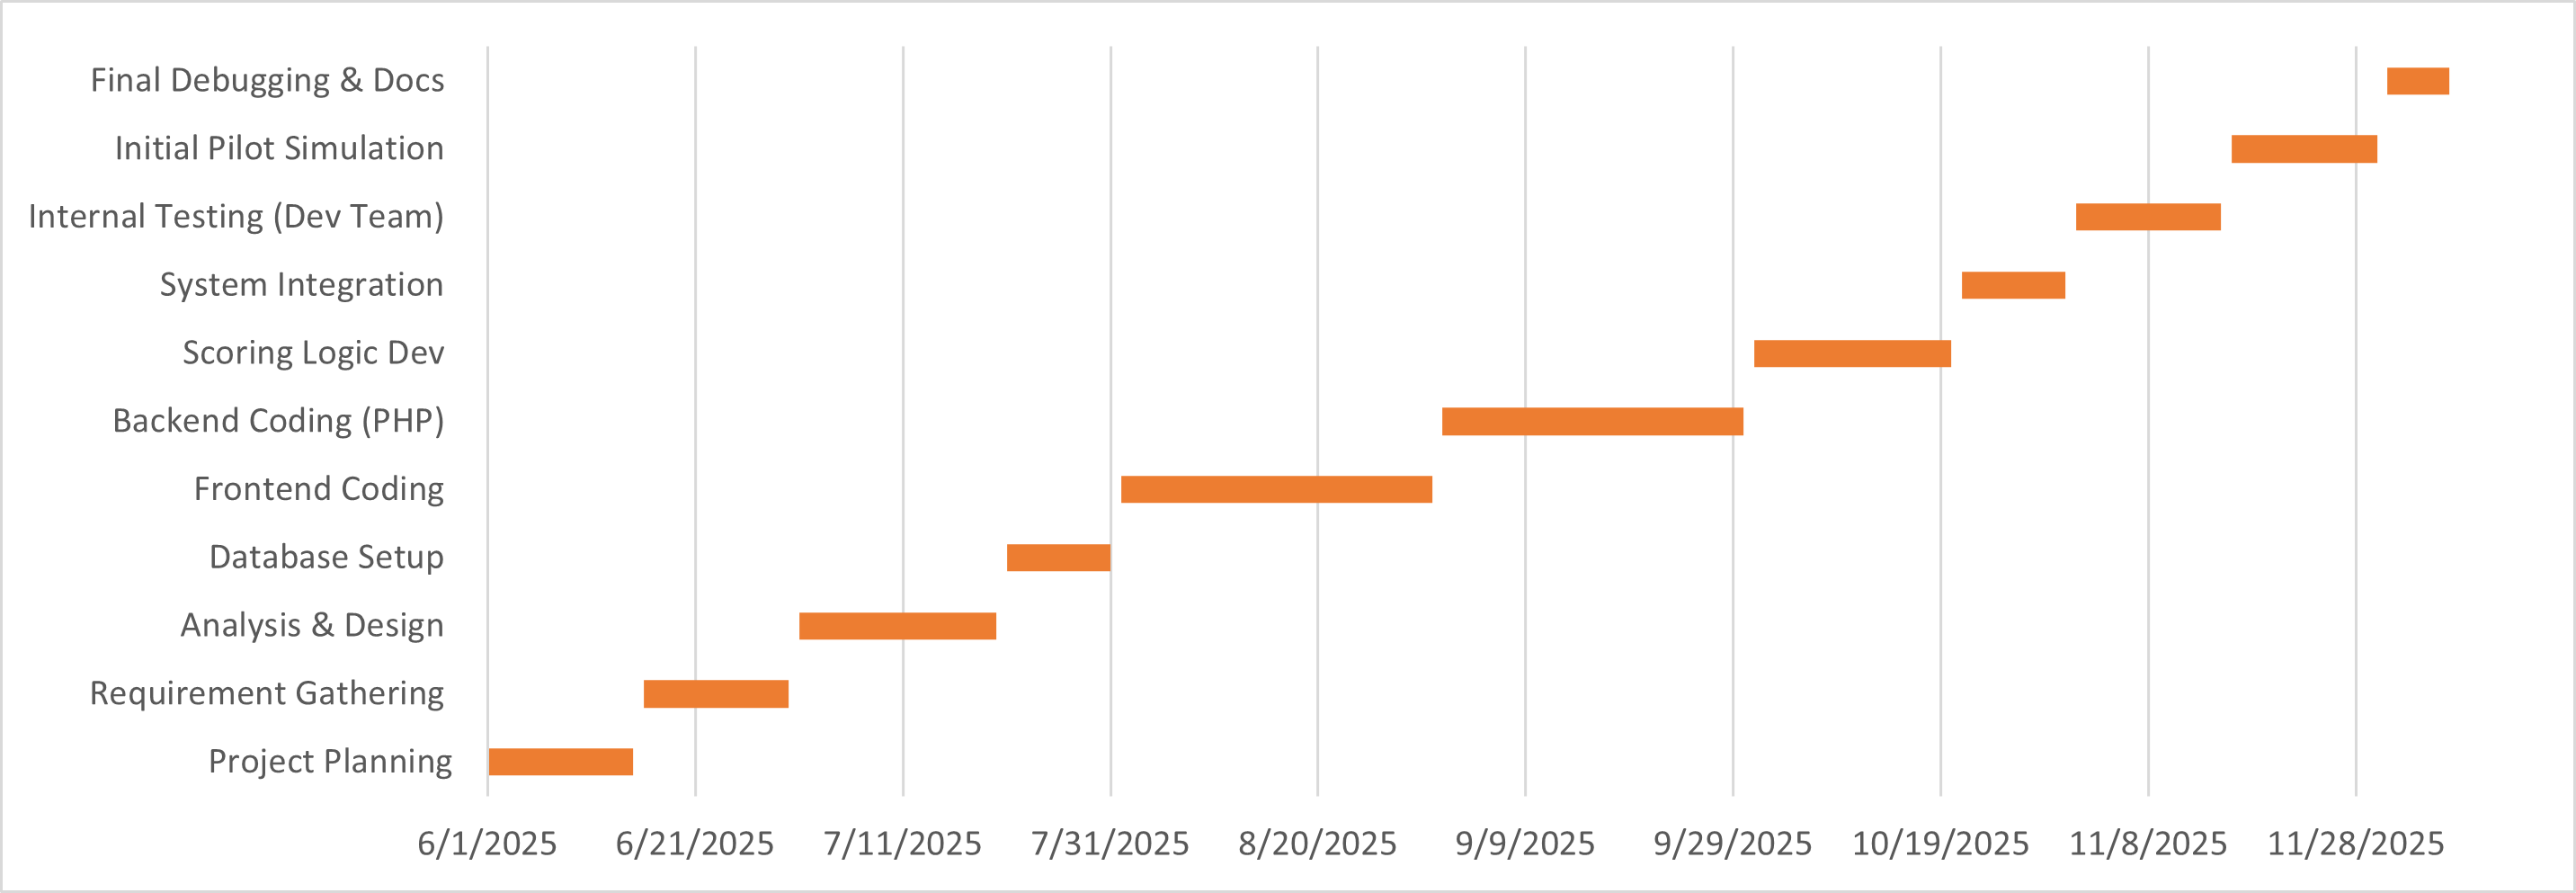 Final Debugging & Docs
Initial Pilot Simulation
Internal Testing (Dev Team)
System Integration
Scoring Logic Dev
Backend Coding (PHP)
Frontend Coding
Database Setup
Analysis & Design
Requirement Gathering
Project Planning
6/1/2025 6/21/2025 7/11/2025 7/31/2025 8/20/2025 9/9/2025 9/29/2025 10/19/2025 11/8/2025 11/28/2025